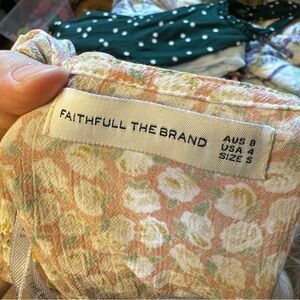 FAITHFULL THE BRAND
AUS 8
USA 4
SIZE S